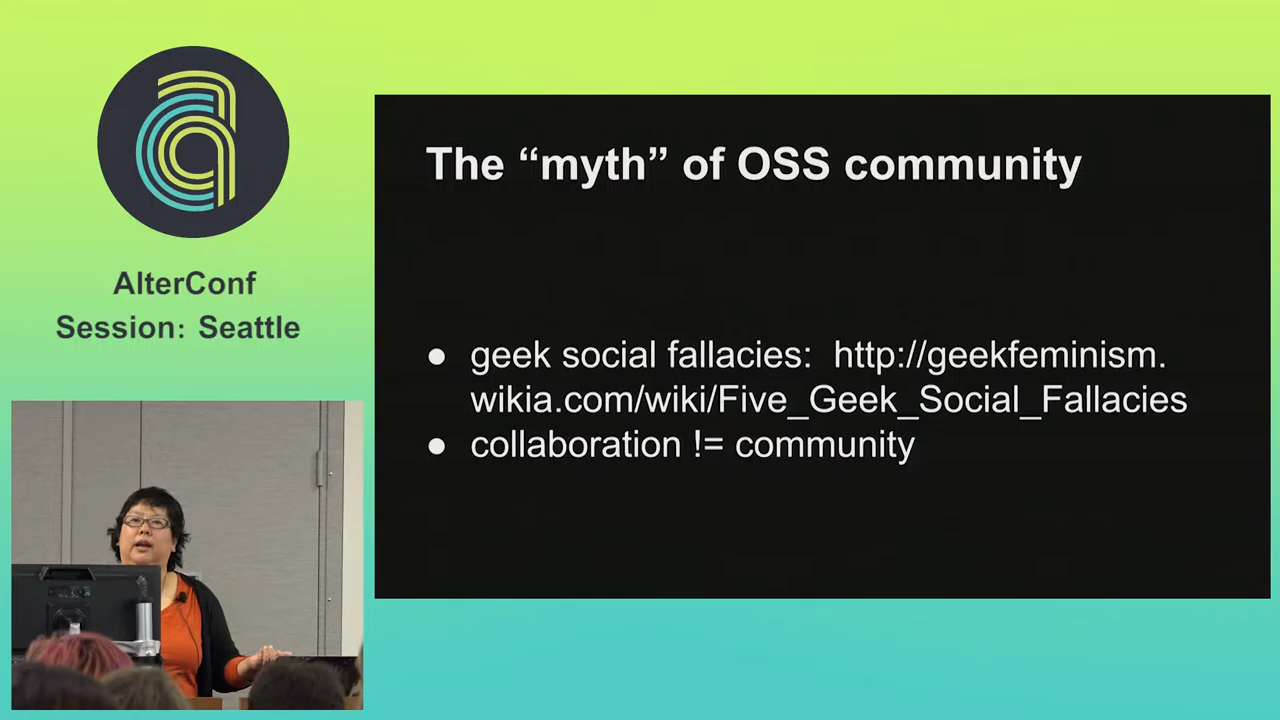 AlterConf
Session: Seattle
The “myth” of OSS community
● geek social fallacies:  http://geekfeminism.
wikia.com/wiki/Five_Geek_Social_Fallacies
● collaboration != community